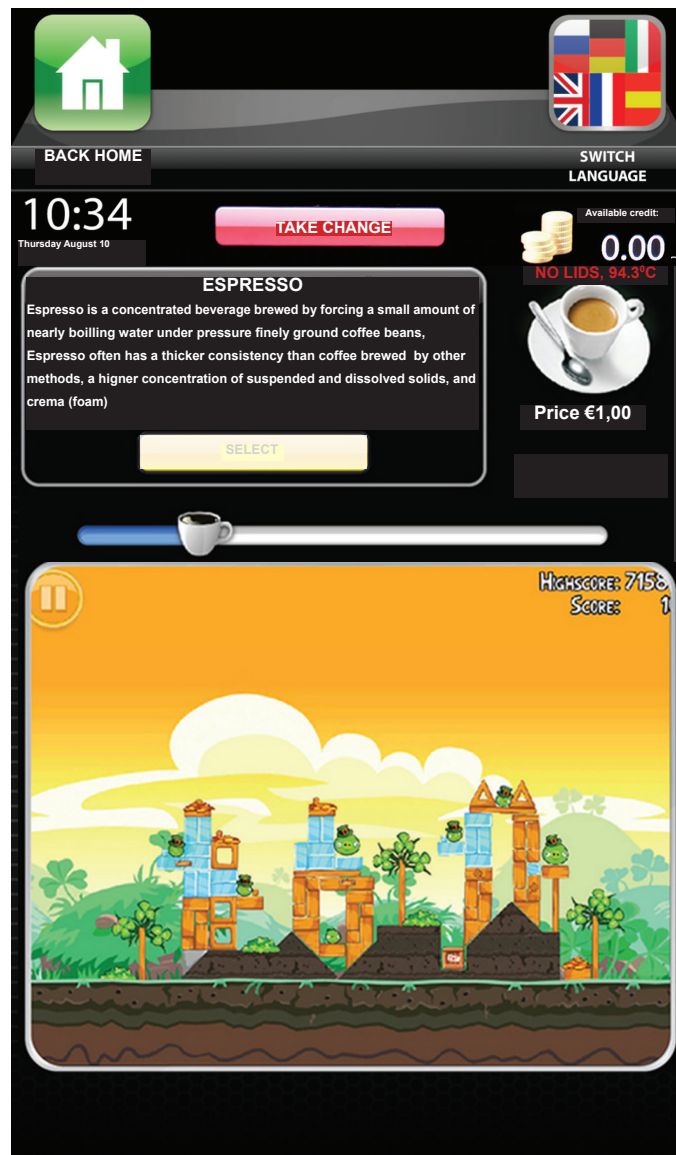 BACK HOME
SWITCH
LANGUAGE
10:34
Thursday August 10
TAKE CHANGE
Available credit:
0.00
NO LIDS, 94.3°C
ESPRESSO
Espresso is a concentrated beverage brewed by forcing a small amount of
nearly boilling water under pressure finely ground coffee beans,
Espresso often has a thicker consistency than coffee brewed by other
methods, a higner concentration of suspended and dissolved solids, and
crema (foam)
SELECT
Price €1,00
HIGHSCORE: 7158
SCORE: 1